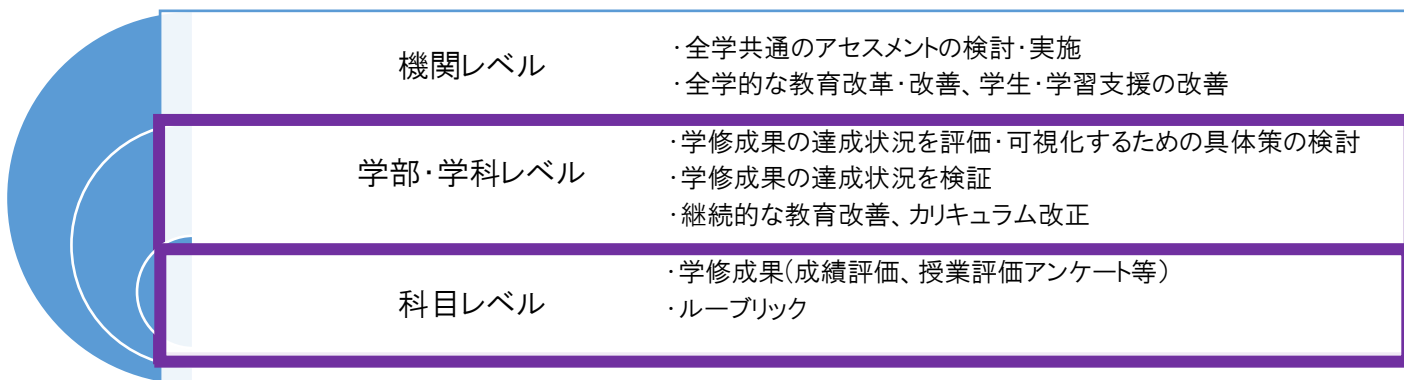 機関レベル
・全学共通のアセスメントの検討・実施
・全学的な教育改革・改善、学生・学習支援の改善
学部・学科レベル
・学修成果の達成状況を評価・可視化するための具体策の検討
・学修成果の達成状況を検証
・継続的な教育改善、カリキュラム改正
科目レベル
・学修成果(成績評価、授業評価アンケート等)
・ルーブリック